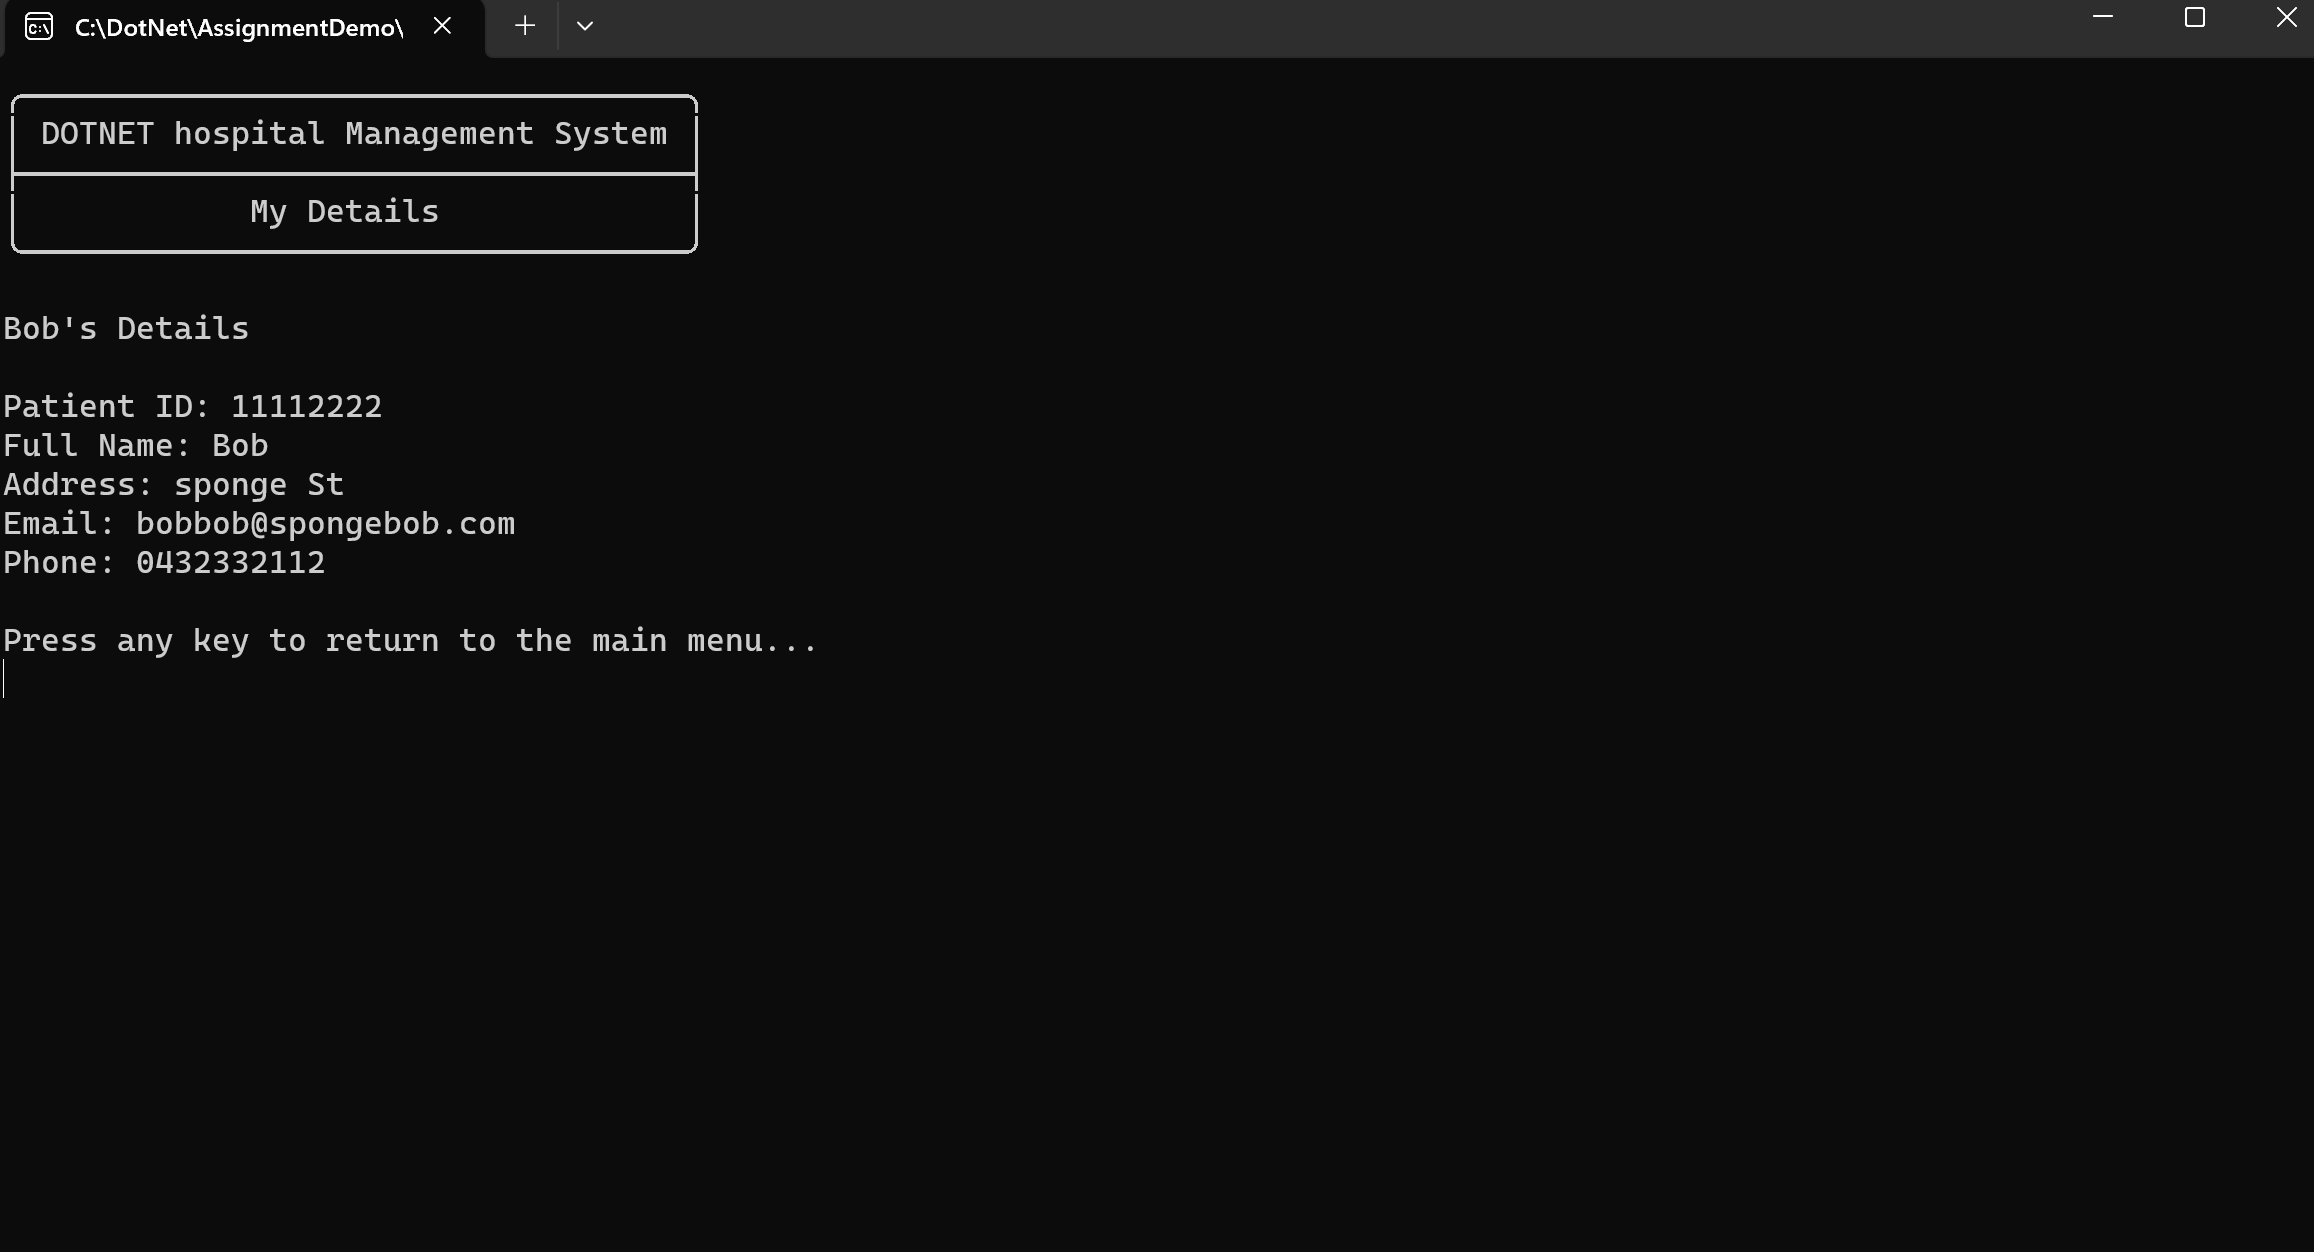 C:\DotNet\AssignmentDemo\
DOTNET hospital Management System
My Details
Bob's Details
Patient ID: 11112222
Full Name: Bob
Address: sponge St
Email: bobbob@spongebob.com
Phone: 0432332112
Press any key to return to the main menu...